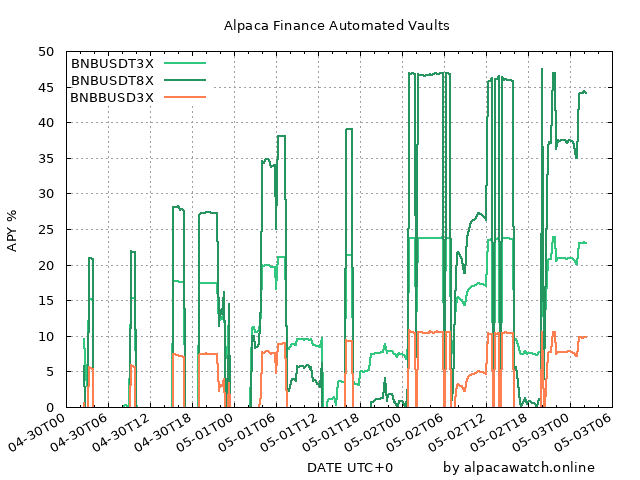 Alpaca Finance Automated Vaults
BNBUSDT3X
BNBUSDT8X
BNBBUSD3X
APY %
50
45
40
35
30
25
20
15
10
5
0
04-30T00
04-30T06
04-30T12
04-30T18
05-01T00
05-01T06
05-01T12
05-01T18
05-02T00
05-02T06
05-02T12
05-02T18
05-03T00
05-03T06
DATE UTC+0
by alpacawatch.online